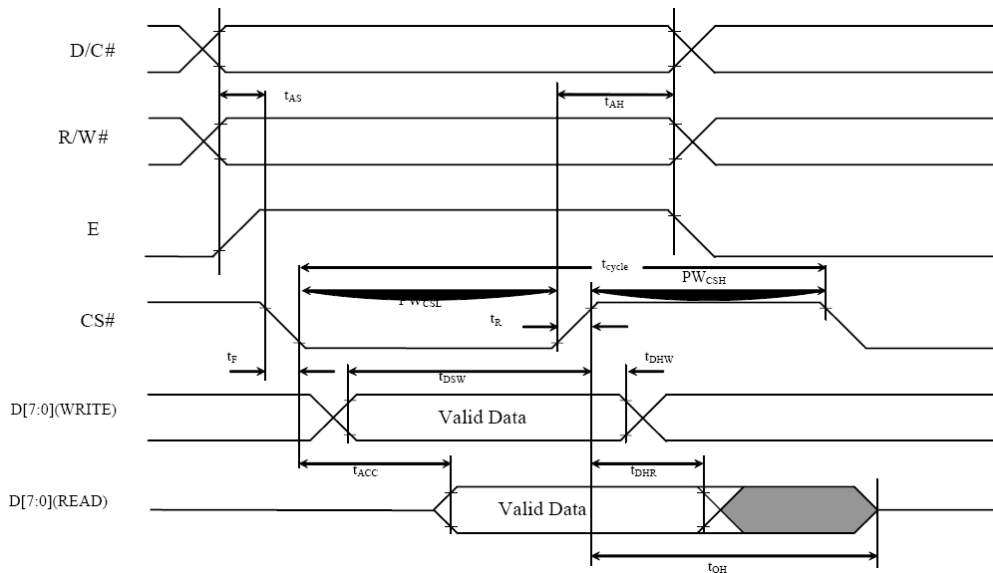 D/C#
tAS
tAH
R/W#
E
tcycle
PWCSL
PWCSH
CS#
tR
tF
tDSW
tDHW
D[7:0](WRITE)
Valid Data
tACC
tDHR
D[7:0](READ)
Valid Data
tOH